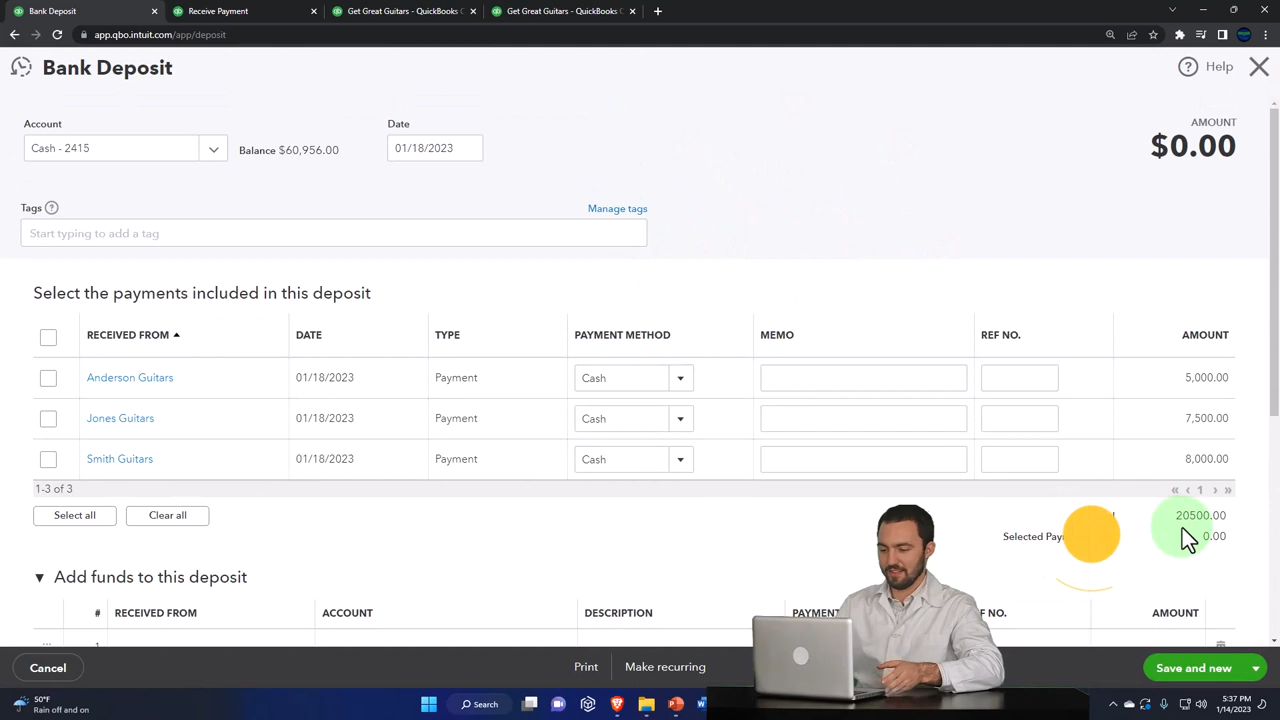 Bank Deposit
Receive Payment
Get Great Guitars - QuickBooks C
Get Great Guitars - QuickBooks C
app.qbo.intuit.com/app/deposit
Bank Deposit
Help
Account
Date
AMOUNT
Cash - 2415
Balance $60,956.00
01/18/2023
$0.00
Tags
Manage tags
Start typing to add a tag
Select the payments included in this deposit
RECEIVED FROM DATE TYPE PAYMENT METHOD MEMO REF NO. AMOUNT
Anderson Guitars 01/18/2023 Payment Cash 5,000.00
Jones Guitars 01/18/2023 Payment Cash 7,500.00
Smith Guitars 01/18/2023 Payment Cash 8,000.00
1-3 of 3
« ‹ 1 › »
Select all
Clear all
20500.00
Selected 0.00
Add funds to this deposit
# RECEIVED FROM ACCOUNT DESCRIPTION AMOUNT
1
Cancel
Print
Make recurring
Save and new
50°F
Rain off and on
Search
5:37 PM
1/14/2023